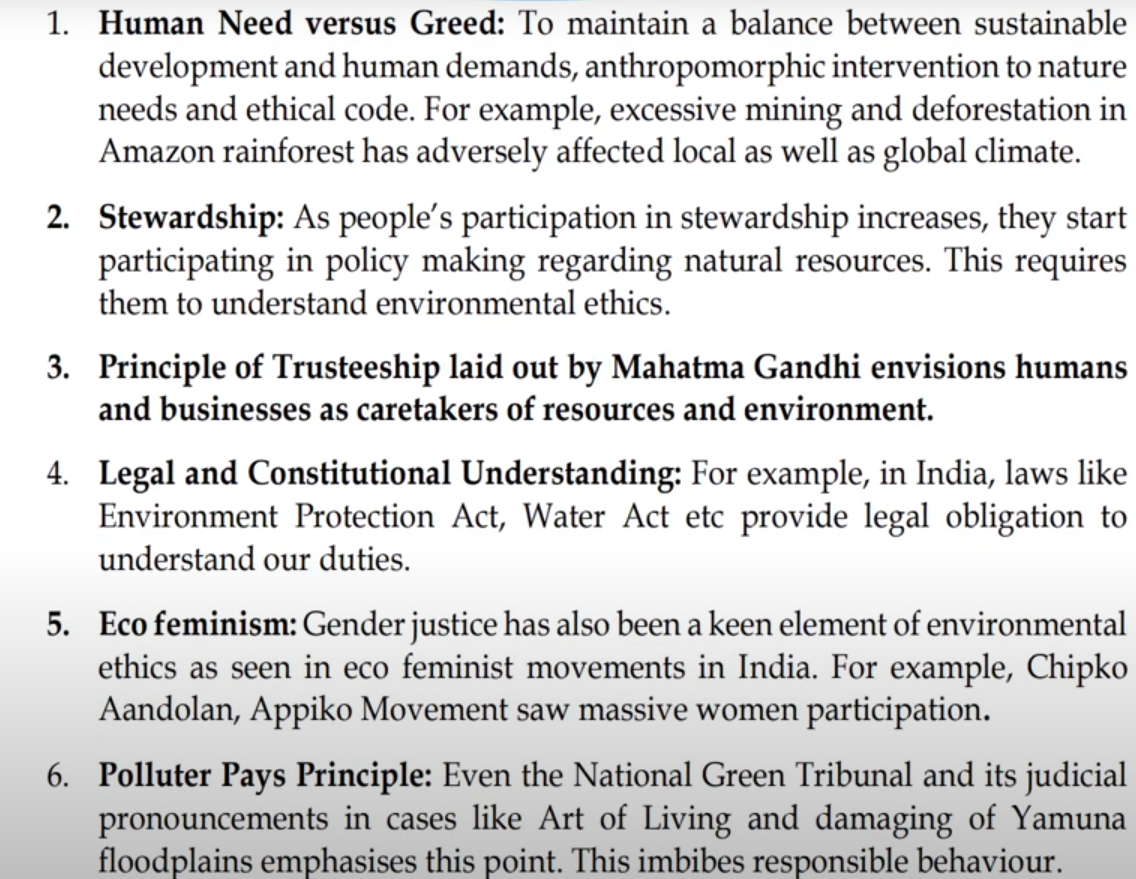 1. Human Need versus Greed: To maintain a balance between sustainable
development and human demands, anthropomorphic intervention to nature
needs and ethical code. For example, excessive mining and deforestation in
Amazon rainforest has adversely affected local as well as global climate.
2. Stewardship: As people's participation in stewardship increases, they start
participating in policy making regarding natural resources. This requires
them to understand environmental ethics.
3. Principle of Trusteeship laid out by Mahatma Gandhi envisions humans
and businesses as caretakers of resources and environment.
4. Legal and Constitutional Understanding: For example, in India, laws like
Environment Protection Act, Water Act etc provide legal obligation to
understand our duties.
5. Eco feminism: Gender justice has also been a keen element of environmental
ethics as seen in eco feminist movements in India. For example, Chipko
Aandolan, Appiko Movement saw massive women participation.
6. Polluter Pays Principle: Even the National Green Tribunal and its judicial
pronouncements in cases like Art of Living and damaging of Yamuna
floodplains emphasises this point. This imbibes responsible behaviour.